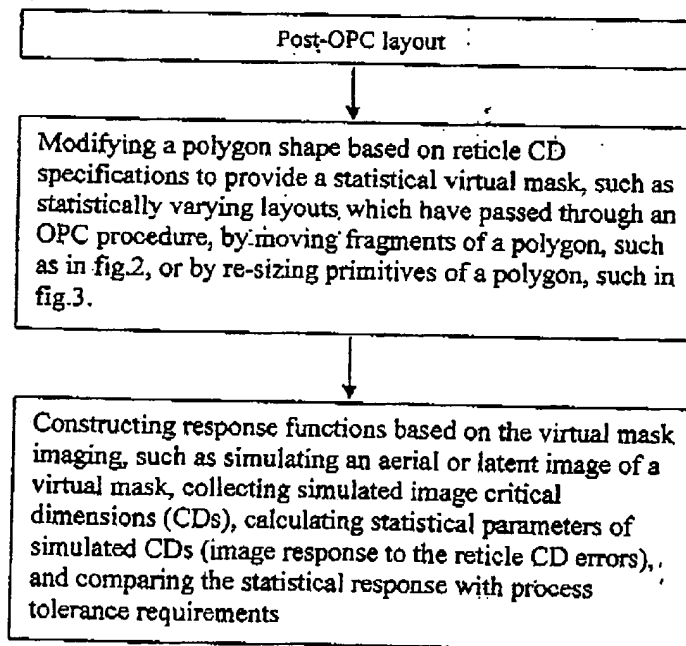 Post-OPC layout
Modifying a polygon shape based on reticle CD
specifications to provide a statistical virtual mask, such as
statistically varying layouts, which have passed through an
OPC procedure, by moving fragments of a polygon, such
as in fig.2, or by re-sizing primitives of a polygon, such in
fig.3.
Constructing response functions based on the virtual mask
imaging, such as simulating an aerial or latent image of a
virtual mask, collecting simulated image critical
dimensions (CDs), calculating statistical parameters of
simulated CDs (image response to the reticle CD errors),
and comparing the statistical response with process
tolerance requirements